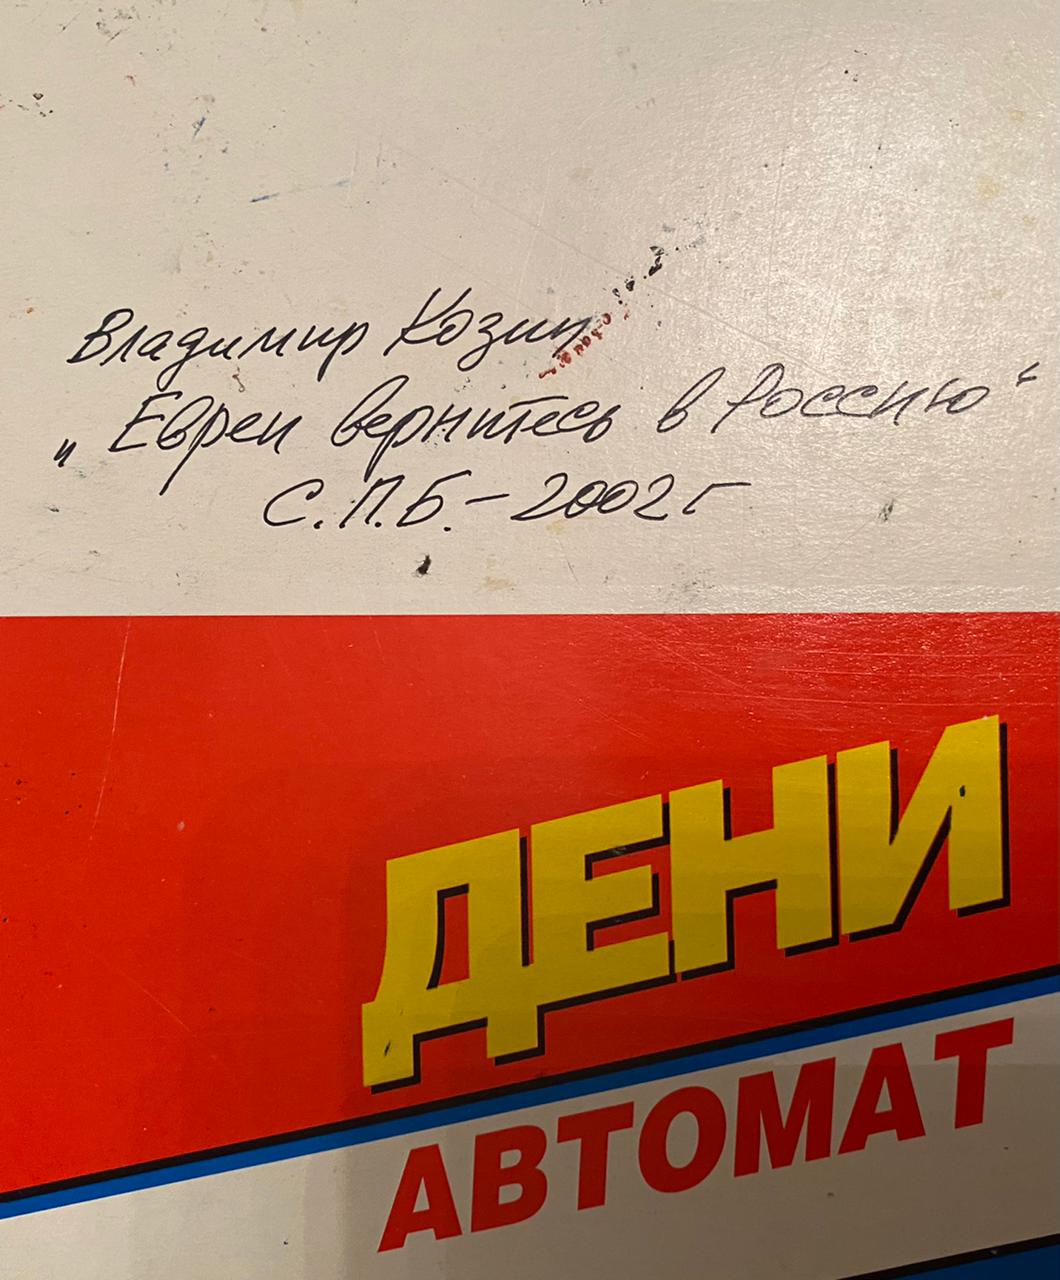 Владимир Козин
„Евреи вернитесь в Россию“
С.П.Б.-2002г
ДЕНИ
АВТОМАТ